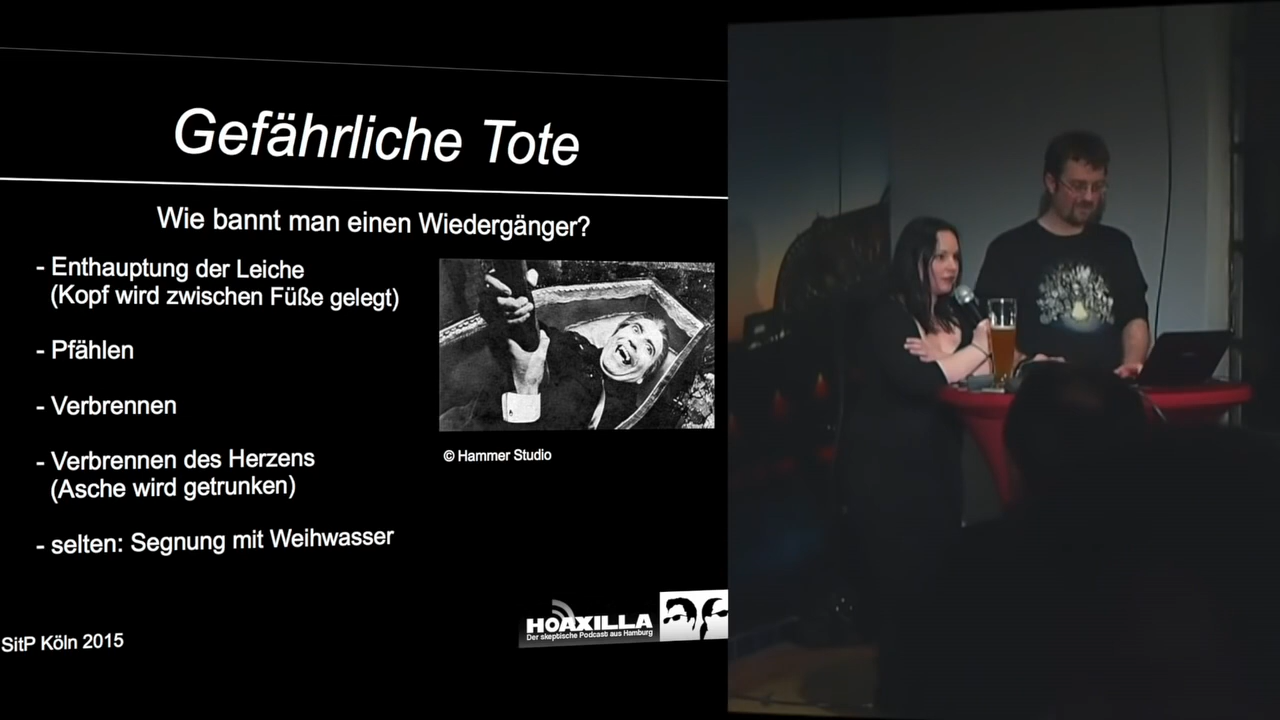 Gefährliche Tote
Wie bannt man einen Wiedergänger?
- Enthauptung der Leiche
(Kopf wird zwischen Füße gelegt)
- Pfählen
- Verbrennen
- Verbrennen des Herzens
(Asche wird getrunken)
- selten: Segnung mit Weihwasser
© Hammer Studio
HOAXILLA
Der skeptische Podcast aus Hamburg
SitP Köln 2015